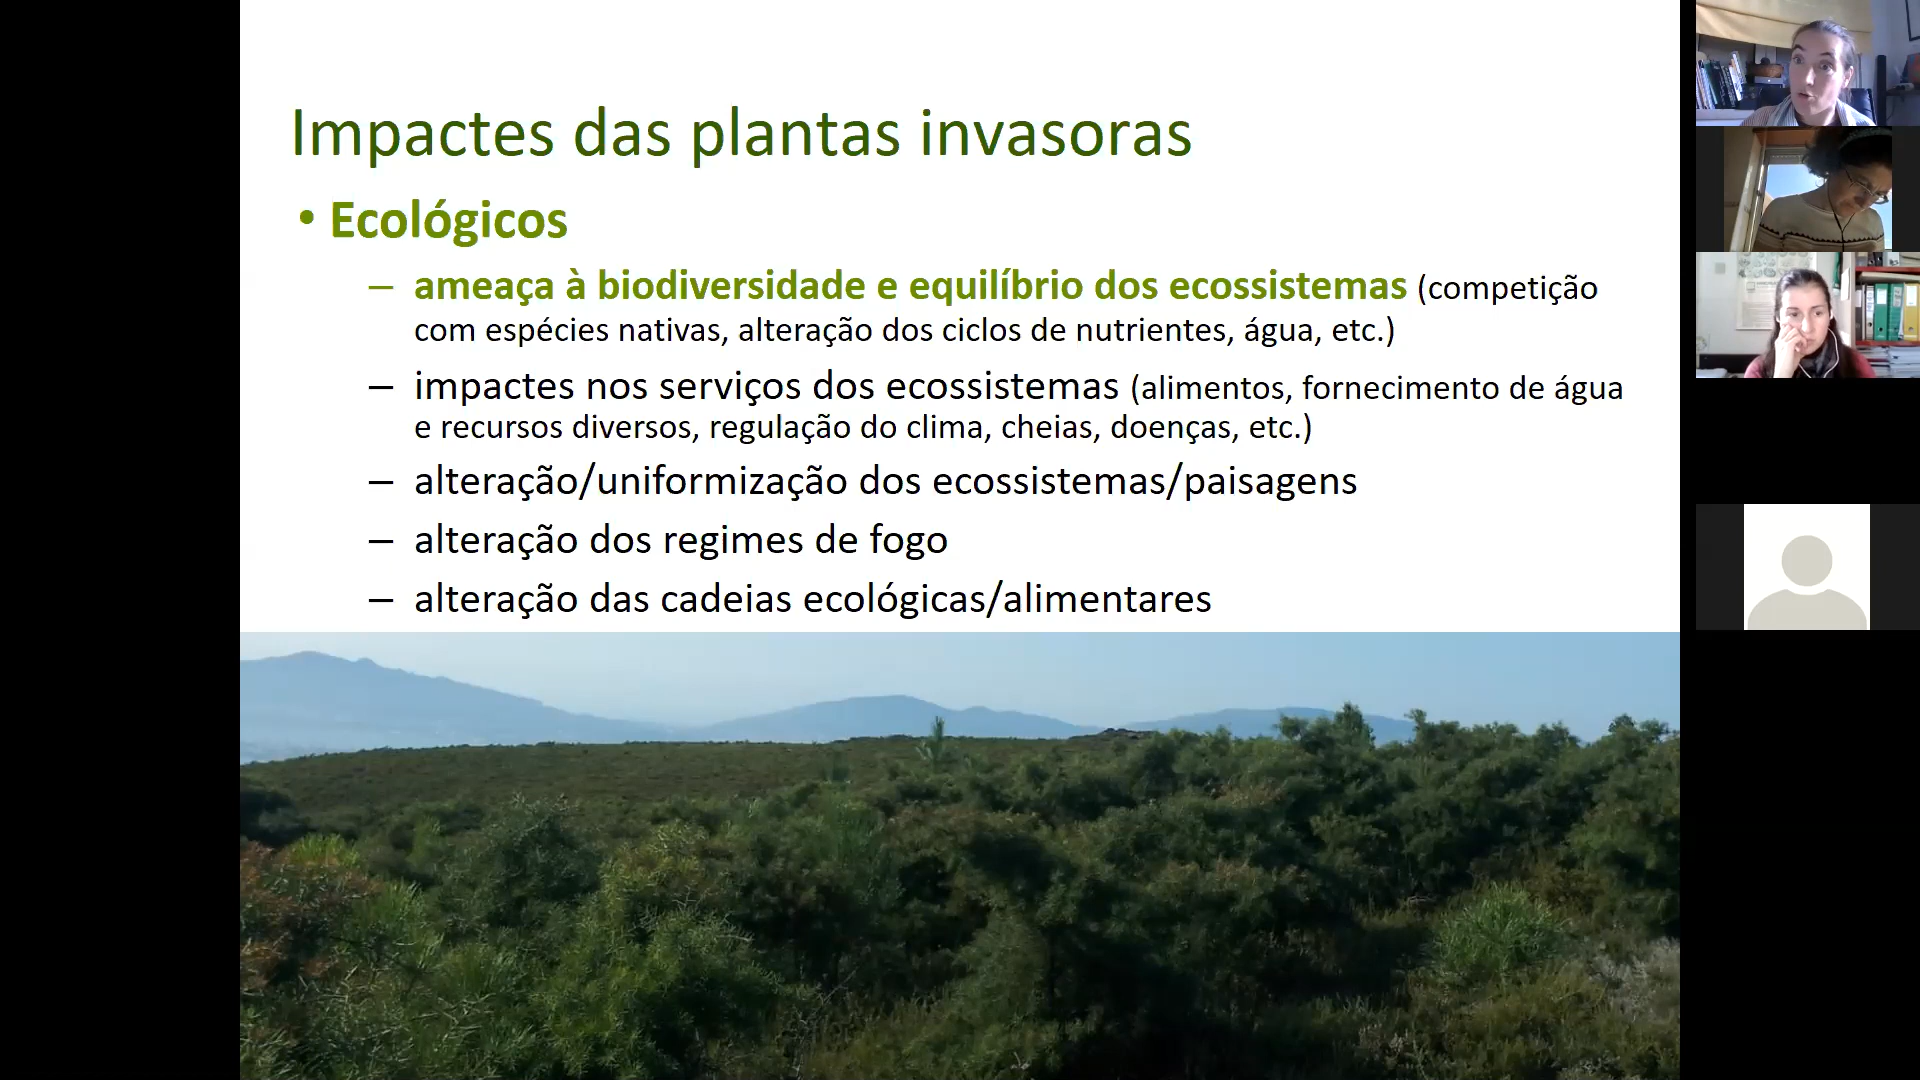 Impactes das plantas invasoras
• Ecológicos
– ameaça à biodiversidade e equilíbrio dos ecossistemas (competição
com espécies nativas, alteração dos ciclos de nutrientes, água, etc.)
– impactes nos serviços dos ecossistemas (alimentos, fornecimento de água
e recursos diversos, regulação do clima, cheias, doenças, etc.)
– alteração/uniformização dos ecossistemas/paisagens
– alteração dos regimes de fogo
– alteração das cadeias ecológicas/alimentares